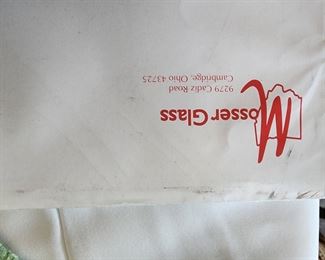 Mosser Glass
9279 Cadiz Road
Cambridge, Ohio 43725